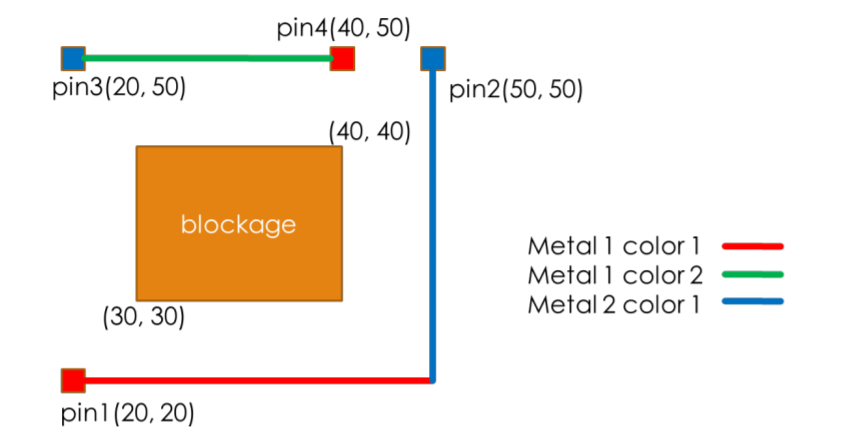 pin4(40, 50)
pin3(20, 50)
pin2(50, 50)
(40, 40)
blockage
Metal 1 color 1
Metal 1 color 2
Metal 2 color 1
(30, 30)
pin1(20, 20)